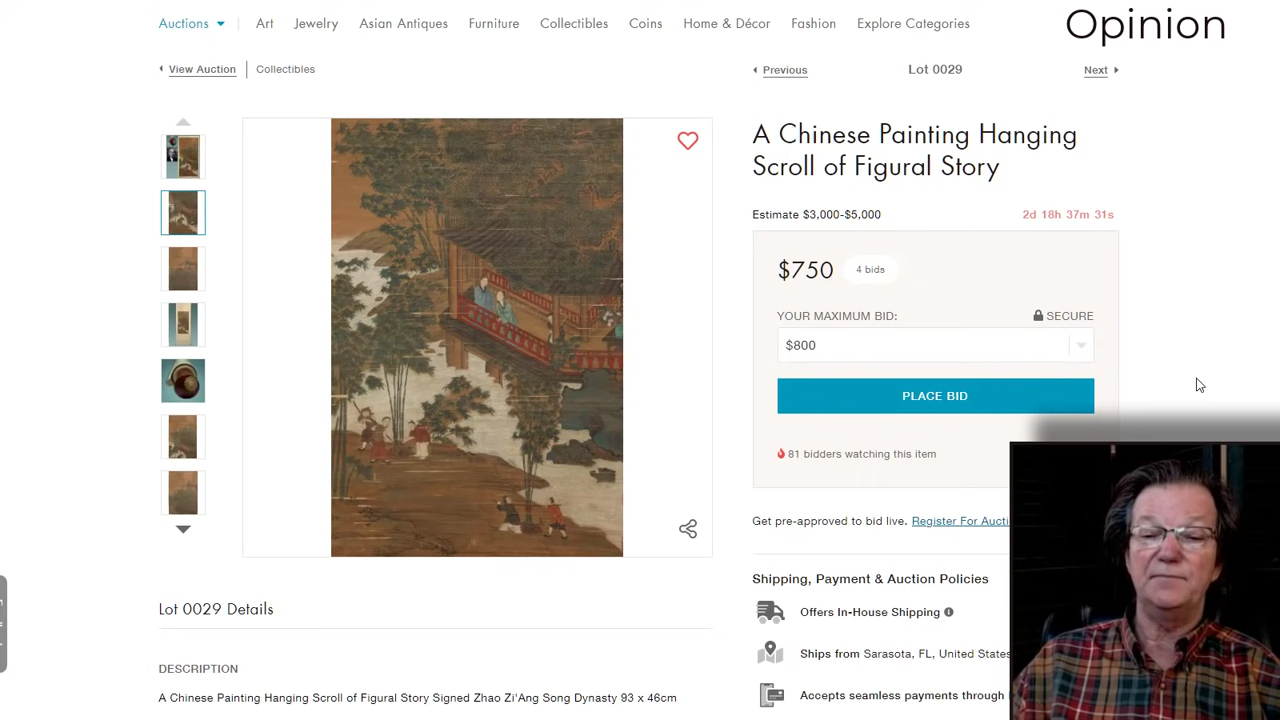 Auctions
Art
Jewelry
Asian Antiques
Furniture
Collectibles
Coins
Home & Décor
Fashion
Explore Categories
Opinion
View Auction
Collectibles
Previous
Lot 0029
Next
A Chinese Painting Hanging
Scroll of Figural Story
Estimate $3,000-$5,000
2d 18h 37m 31s
$750
4 bids
YOUR MAXIMUM BID:
SECURE
$800
PLACE BID
81 bidders watching this item
Get pre-approved to bid live. Register For Aucti
Shipping, Payment & Auction Policies
Offers In-House Shipping
Ships from Sarasota, FL, United States
Accepts seamless payments through
Lot 0029 Details
DESCRIPTION
A Chinese Painting Hanging Scroll of Figural Story Signed Zhao Zi'Ang Song Dynasty 93 x 46cm